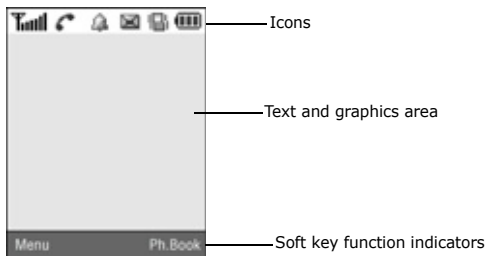 Icons
Text and graphics area
Menu Ph.Book
Soft key function indicators